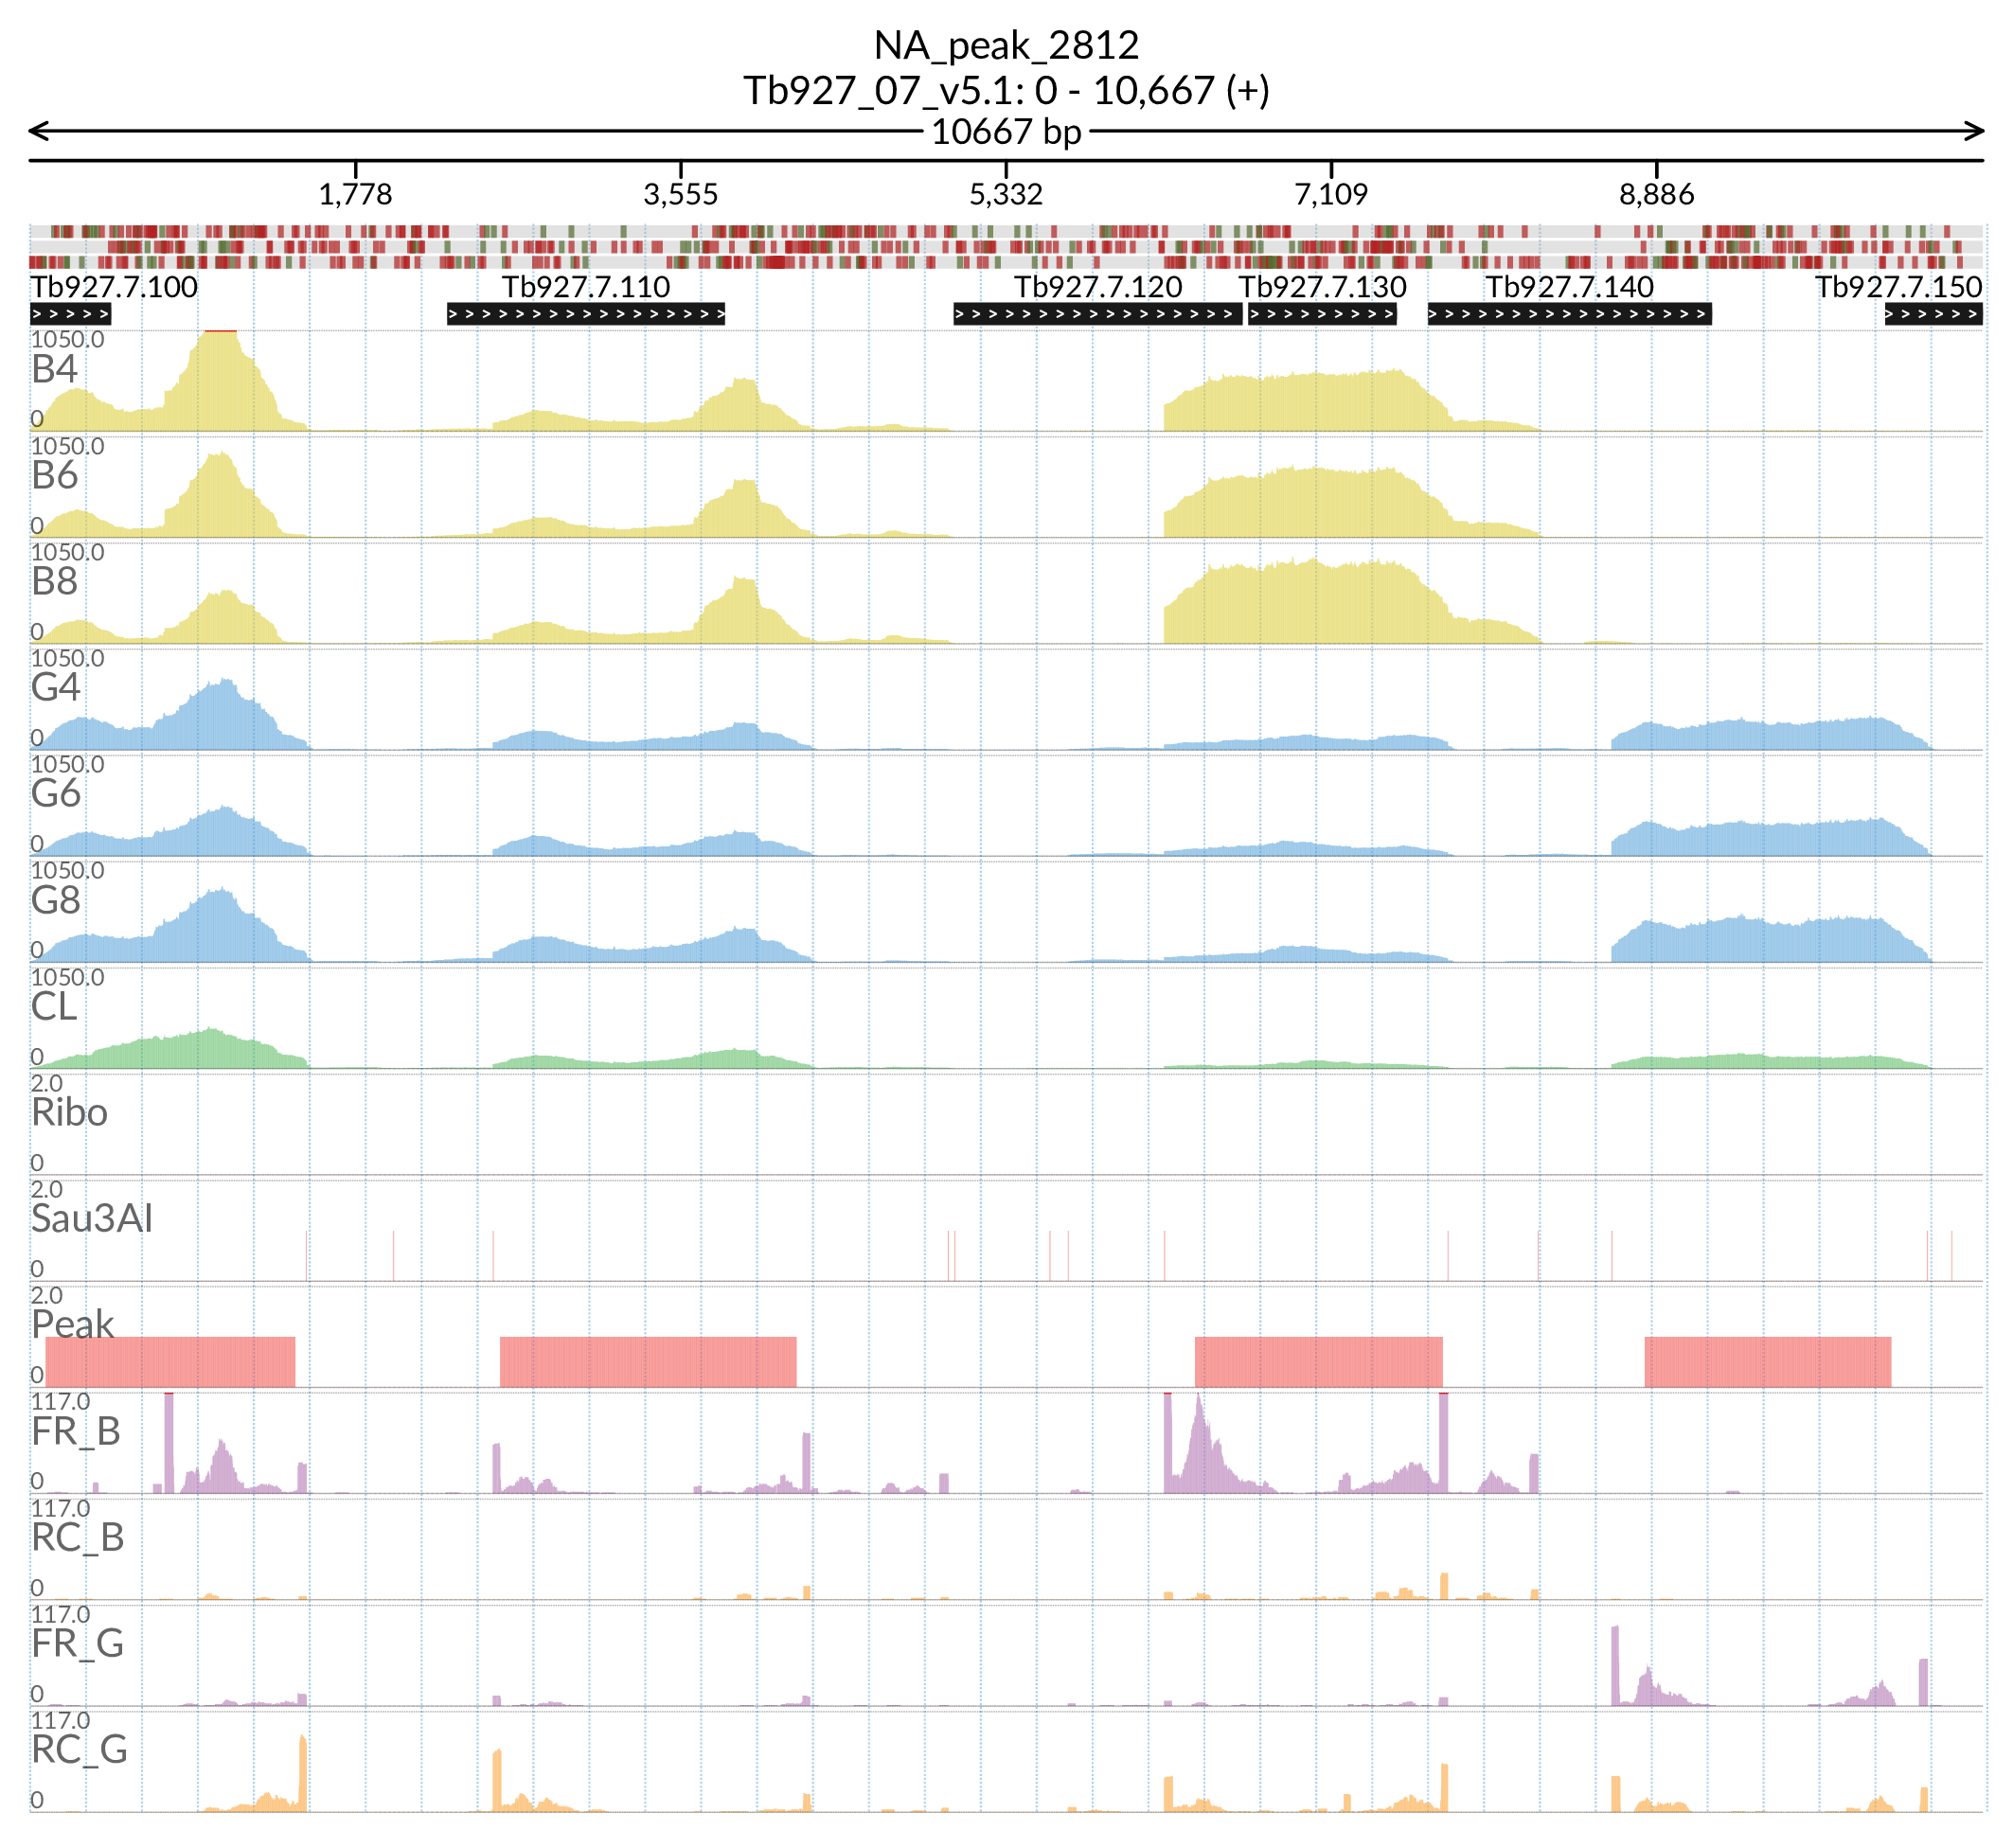 NA_peak_2812
Tb927_07_v5.1: 0 - 10,667 (+)
10667 bp
1,778 3,555 5,332 7,109 8,886
Tb927.7.100 Tb927.7.110 Tb927.7.120 Tb927.7.130 Tb927.7.140 Tb927.7.150
1050.0
B4
0
1050.0
B6
0
1050.0
B8
0
1050.0
G4
0
1050.0
G6
0
1050.0
G8
0
1050.0
CL
0
2.0
Ribo
0
2.0
Sau3AI
0
2.0
Peak
0
117.0
FR_B
0
117.0
RC_B
0
117.0
FR_G
0
117.0
RC_G
0